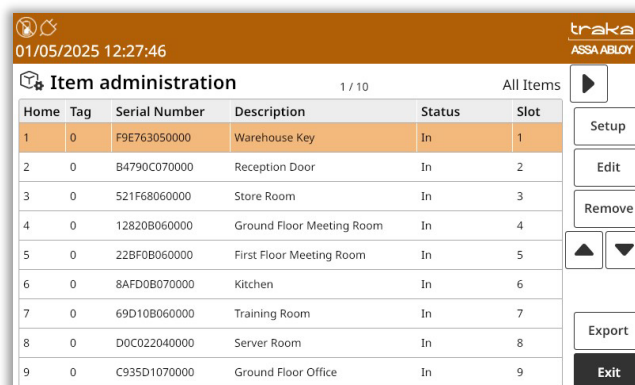 traka
01/05/2025 12:27:46
ASSA ABLOY
Item administration 1 / 10 All Items
Home Tag Serial Number Description Status Slot
1 0 F9E763050000 Warehouse Key In 1
Setup
2 0 B4790C070000 Reception Door In 2
Edit
3 0 521F68060000 Store Room In 3
Remove
4 0 12820B060000 Ground Floor Meeting Room In 4
5 0 22BF0B060000 First Floor Meeting Room In 5
6 0 8AFD0B070000 Kitchen In 6
7 0 69D10B060000 Training Room In 7
Export
8 0 D0C022040000 Server Room In 8
9 0 C935D1070000 Ground Floor Office In 9
Exit